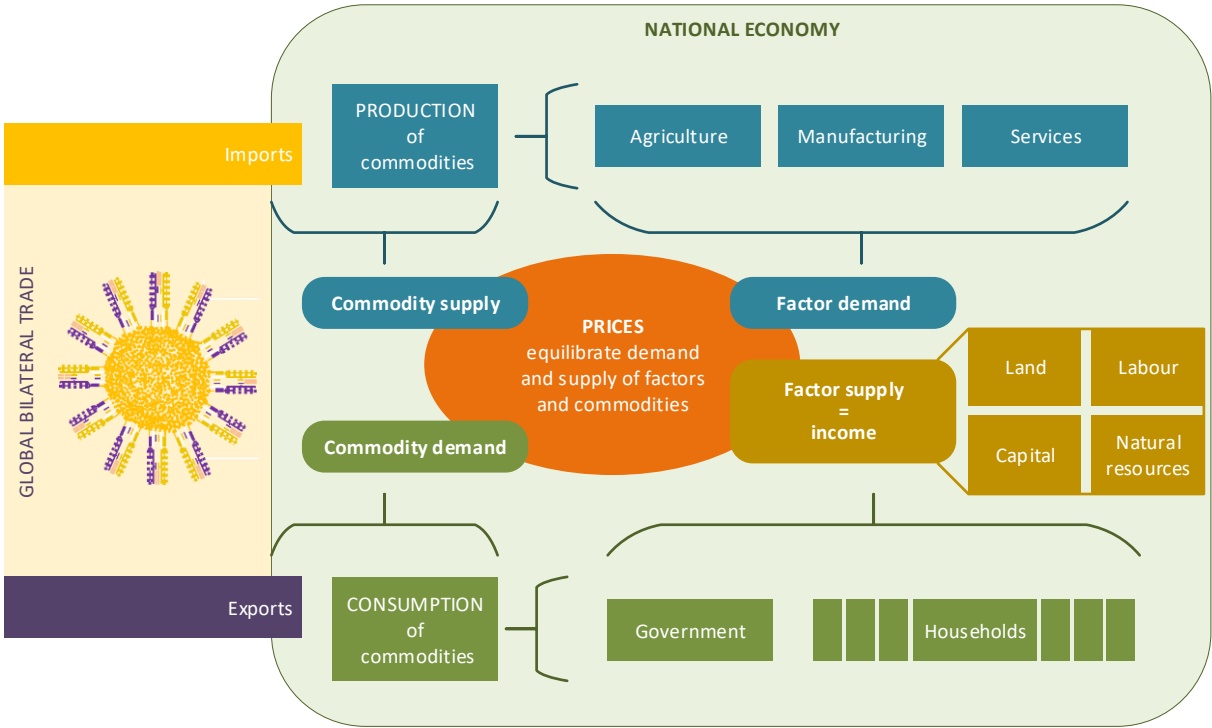 NATIONAL ECONOMY
PRODUCTION
of
commodities
Agriculture
Manufacturing
Services
Imports
GLOBAL BILATERAL TRADE
Commodity supply
Factor demand
PRICES
equilibrate demand
and supply of factors
and commodities
Factor supply
=
income
Land
Labour
Capital
Natural
resources
Commodity demand
Exports
CONSUMPTION
of
commodities
Government
Households